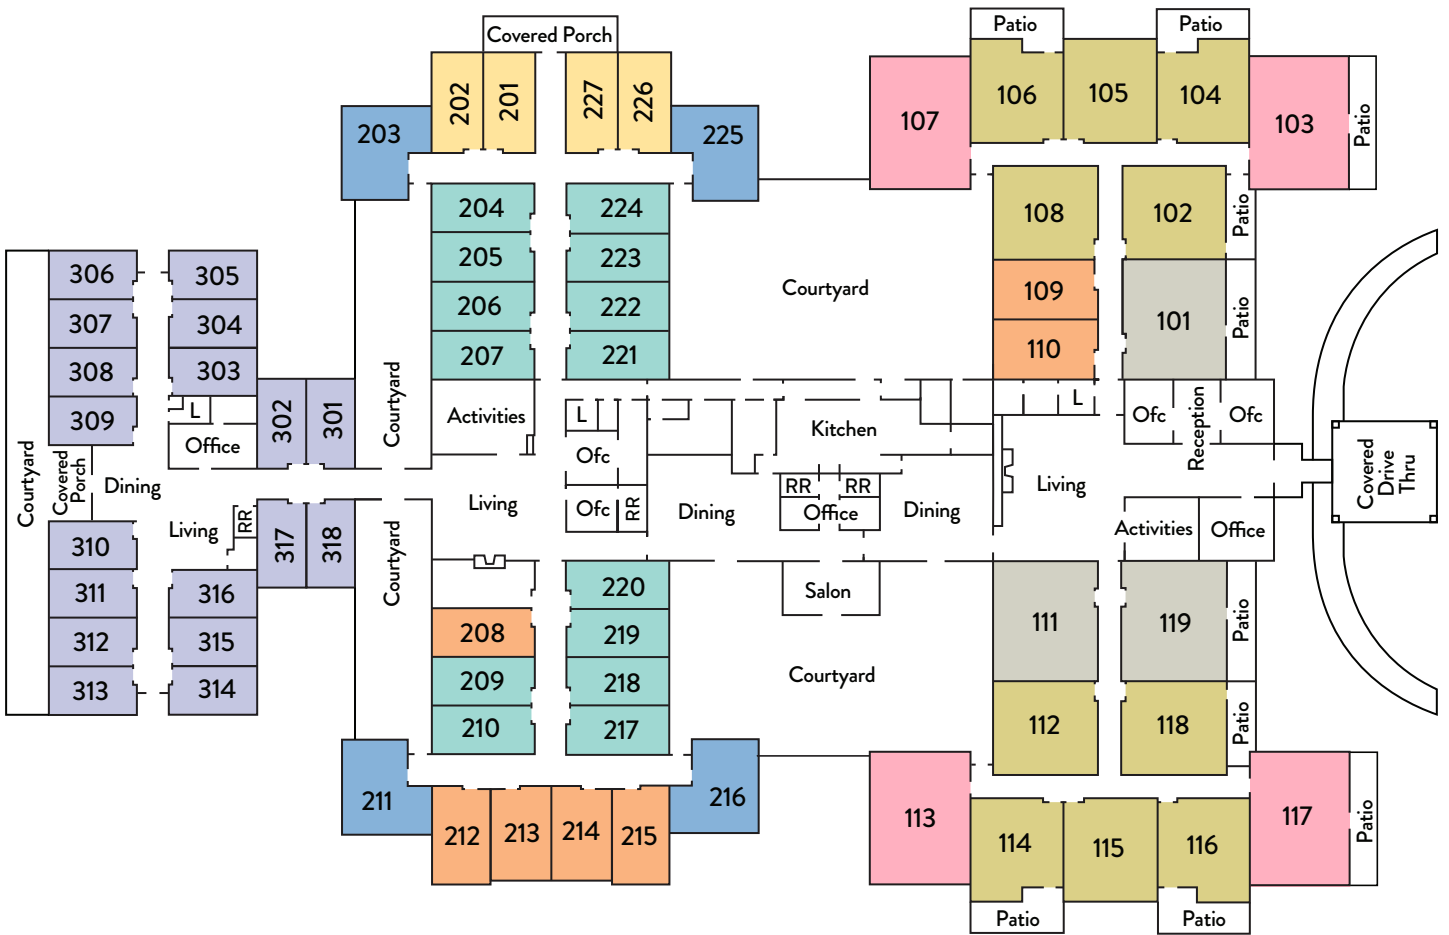 Covered Porch
Patio
Patio
202
201
227
226
203
225
107
106
105
104
103
Patio
204
224
205
223
206
222
207
221
108
102
Patio
109
101
Patio
110
Courtyard
306
305
307
304
308
303
309
L
Office
302
301
Courtyard
Activities
L
Ofc
Kitchen
L
Ofc
Reception
Ofc
Courtyard
Covered
Porch
Dining
Living
RR
Living
Ofc
RR
Dining
RR
RR
Office
Dining
Living
Activities
Office
Covered
Drive
Thru
310
317
318
Courtyard
311
316
312
315
313
314
Salon
220
208
219
209
218
210
217
Courtyard
111
119
Patio
112
118
Patio
211
212
213
214
215
216
113
114
115
116
117
Patio
Patio
Patio